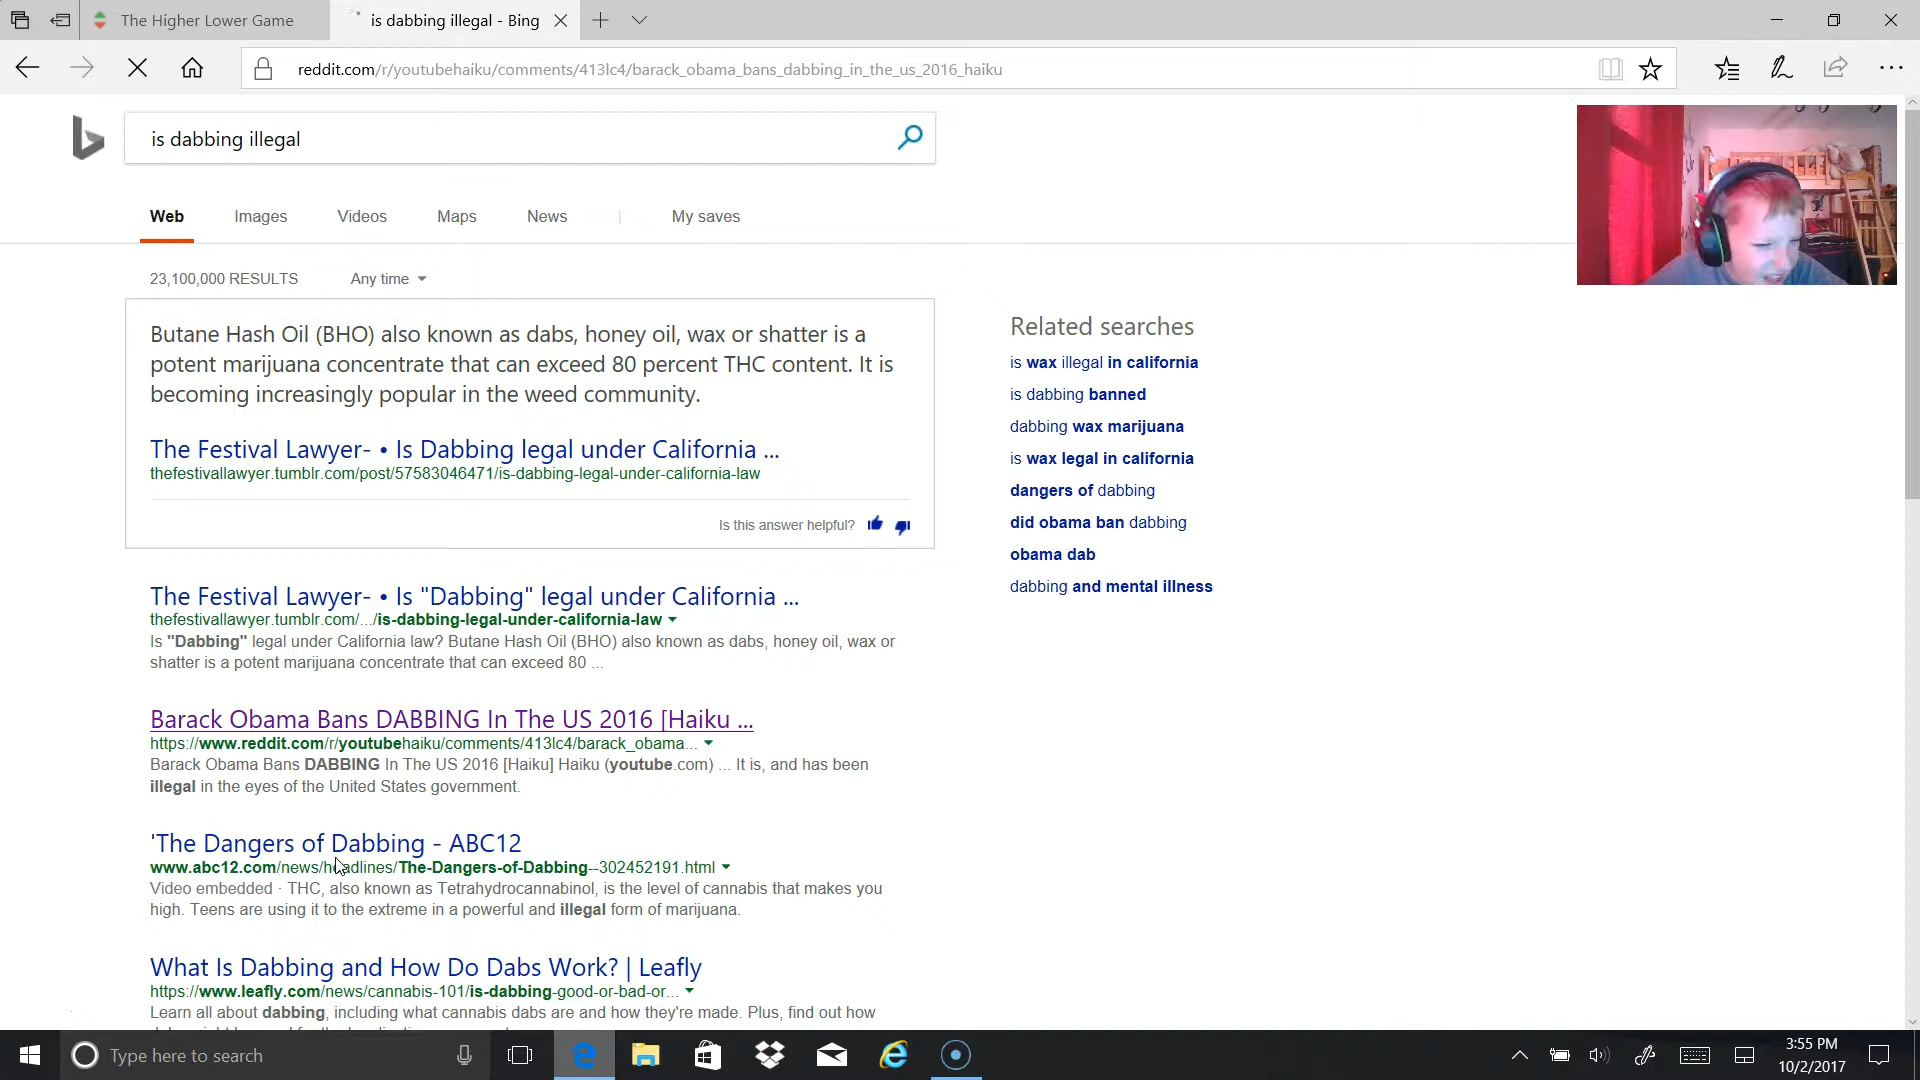 The Higher Lower Game
is dabbing illegal - Bing
reddit.com/r/youtubehaiku/comments/413lc4/barack_obama_bans_dabbing_in_the_us_2016_haiku
is dabbing illegal
Web Images Videos Maps News | My saves
23,100,000 RESULTS Any time
Butane Hash Oil (BHO) also known as dabs, honey oil, wax or shatter is a
potent marijuana concentrate that can exceed 80 percent THC content. It is
becoming increasingly popular in the weed community.
The Festival Lawyer- • Is Dabbing legal under California ...
thefestivallawyer.tumblr.com/post/57583046471/is-dabbing-legal-under-california-law
Is this answer helpful?
The Festival Lawyer- • Is "Dabbing" legal under California ...
thefestivallawyer.tumblr.com/.../is-dabbing-legal-under-california-law
Is "Dabbing" legal under California law? Butane Hash Oil (BHO) also known as dabs, honey oil, wax or
shatter is a potent marijuana concentrate that can exceed 80 ...
Barack Obama Bans DABBING In The US 2016 [Haiku ...
https://www.reddit.com/r/youtubehaiku/comments/413lc4/barack_obama...
Barack Obama Bans DABBING In The US 2016 [Haiku] Haiku (youtube.com) ... It is, and has been
illegal in the eyes of the United States government.
'The Dangers of Dabbing - ABC12
www.abc12.com/news/headlines/The-Dangers-of-Dabbing--302452191.html
Video embedded · THC, also known as Tetrahydrocannabinol, is the level of cannabis that makes you
high. Teens are using it to the extreme in a powerful and illegal form of marijuana.
What Is Dabbing and How Do Dabs Work? | Leafly
https://www.leafly.com/news/cannabis-101/is-dabbing-good-or-bad-or...
Learn all about dabbing, including what cannabis dabs are and how they're made. Plus, find out how
Related searches
is wax illegal in california
is dabbing banned
dabbing wax marijuana
is wax legal in california
dangers of dabbing
did obama ban dabbing
obama dab
dabbing and mental illness
Type here to search
3:55 PM
10/2/2017